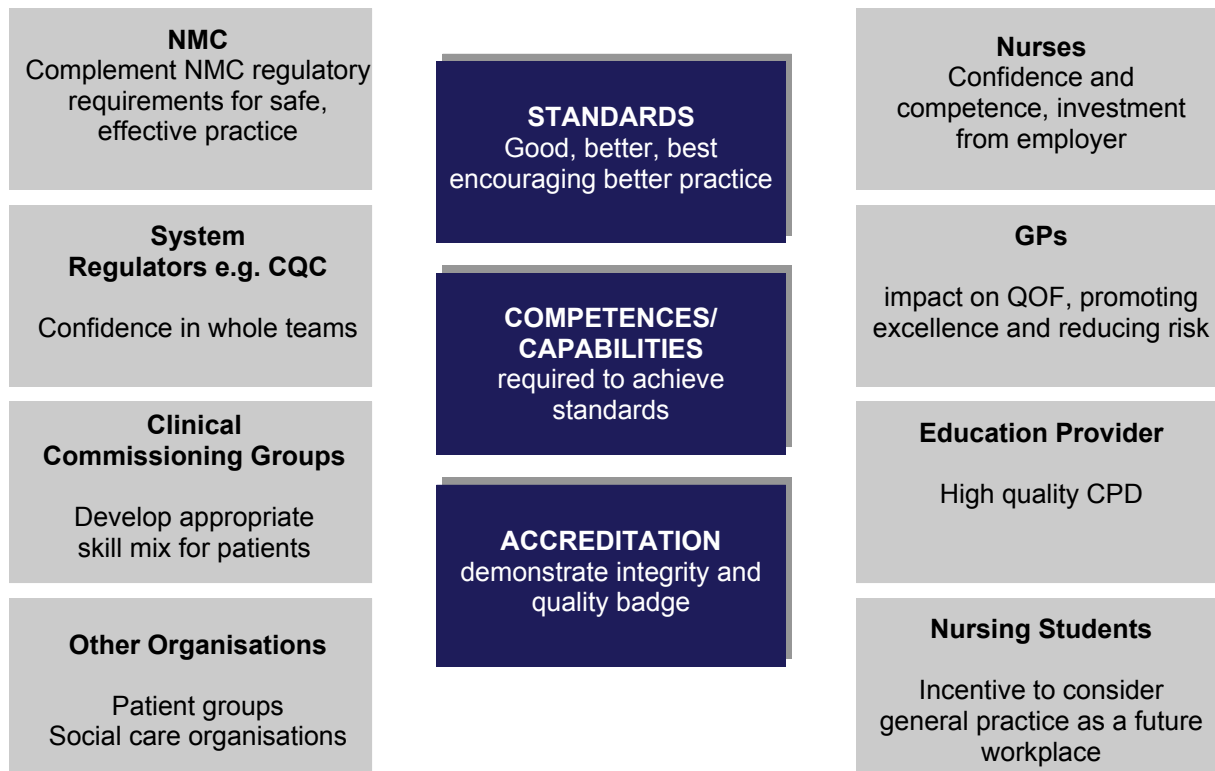 NMC
Complement NMC regulatory
requirements for safe,
effective practice
System
Regulators e.g. CQC
Confidence in whole teams
Clinical
Commissioning Groups
Develop appropriate
skill mix for patients
Other Organisations
Patient groups
Social care organisations
STANDARDS
Good, better, best
encouraging better practice
COMPETENCES/
CAPABILITIES
required to achieve
standards
ACCREDITATION
demonstrate integrity and
quality badge
Nurses
Confidence and
competence, investment
from employer
GPs
impact on QOF, promoting
excellence and reducing risk
Education Provider
High quality CPD
Nursing Students
Incentive to consider
general practice as a future
workplace